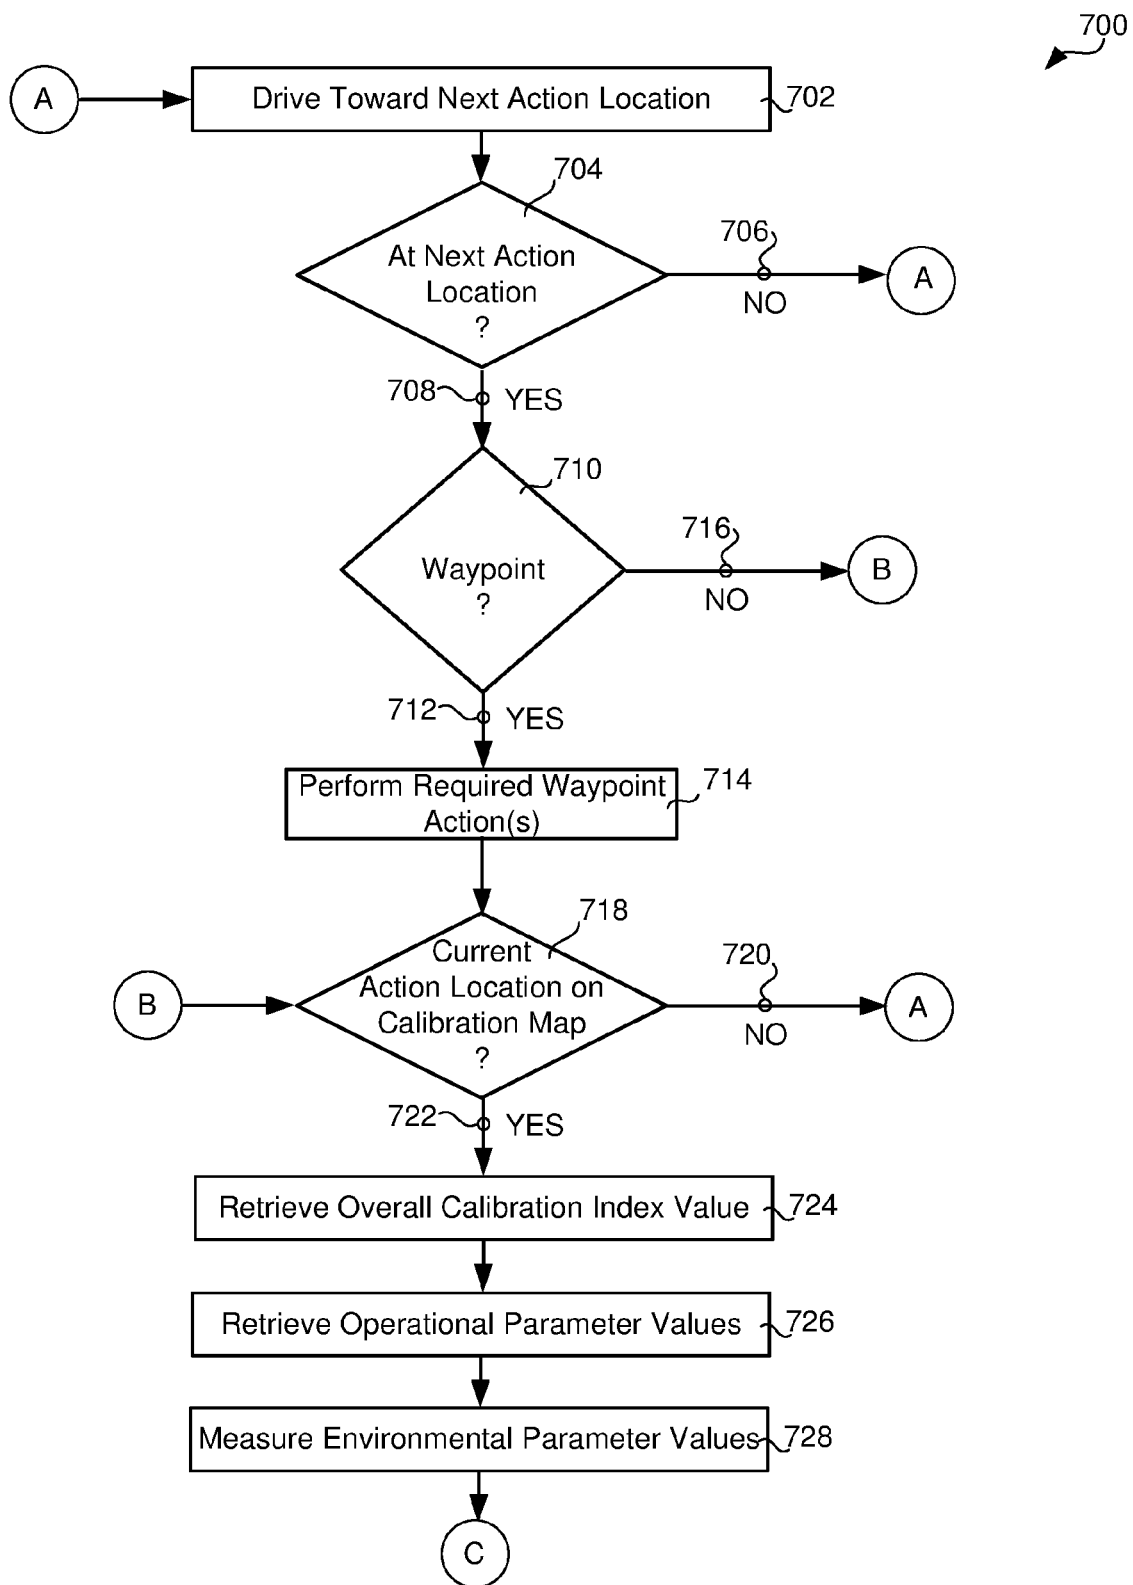 700
A
Drive Toward Next Action Location
702
704
At Next Action
Location
?
706
NO
A
708
YES
710
Waypoint
?
716
NO
B
712
YES
Perform Required Waypoint
Action(s)
714
718
Current
Action Location on
Calibration Map
?
B
720
NO
A
722
YES
Retrieve Overall Calibration Index Value
724
Retrieve Operational Parameter Values
726
Measure Environmental Parameter Values
728
C